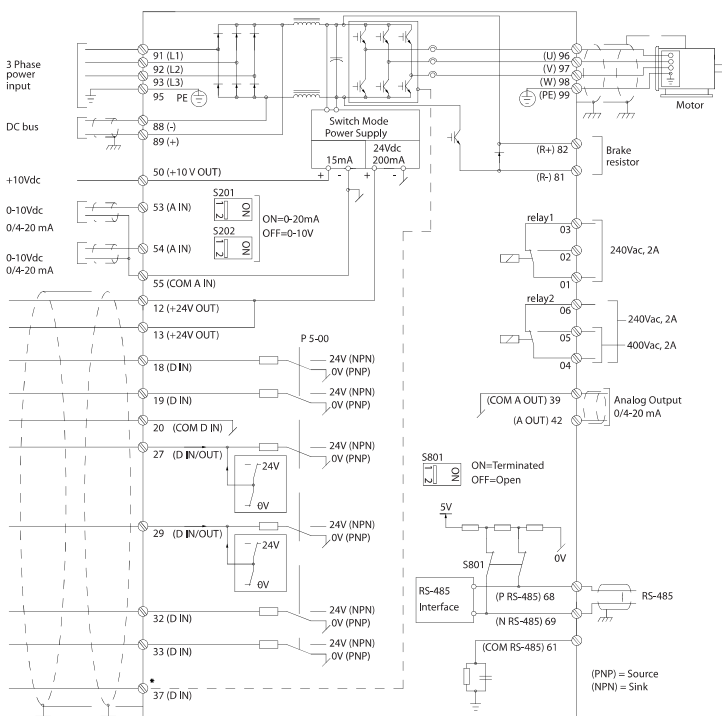 3 Phase
power
input
91 (L1)
92 (L2)
93 (L3)
95 PE
DC bus
88 (-)
89 (+)
Switch Mode
Power Supply
24Vdc
15mA 200mA
+ - + -
(U) 96
(V) 97
(W) 98
(PE) 99
Motor
(R+) 82
(R-) 81
Brake
resistor
+10Vdc
50 (+10 V OUT)
0-10Vdc
0/4-20 mA
53 (A IN)
S201
1 2
ON
S202
1 2
ON
ON=0-20mA
OFF=0-10V
0-10Vdc
0/4-20 mA
54 (A IN)
55 (COM A IN)
12 (+24V OUT)
13 (+24V OUT)
P 5-00
18 (D IN)
24V (NPN)
0V (PNP)
19 (D IN)
24V (NPN)
0V (PNP)
20 (COM D IN)
27 (D IN/OUT)
24V (NPN)
0V (PNP)
24V
0V
29 (D IN/OUT)
24V (NPN)
0V (PNP)
24V
0V
32 (D IN)
24V (NPN)
0V (PNP)
33 (D IN)
24V (NPN)
0V (PNP)
*
37 (D IN)
relay1
03
02
01
240Vac, 2A
relay2
06
05
04
240Vac, 2A
400Vac, 2A
(COM A OUT) 39
(A OUT) 42
Analog Output
0/4-20 mA
S801
1 2
ON
ON=Terminated
OFF=Open
5V
0V
S801
RS-485
Interface
(P RS-485) 68
(N RS-485) 69
RS-485
(COM RS-485) 61
(PNP) = Source
(NPN) = Sink